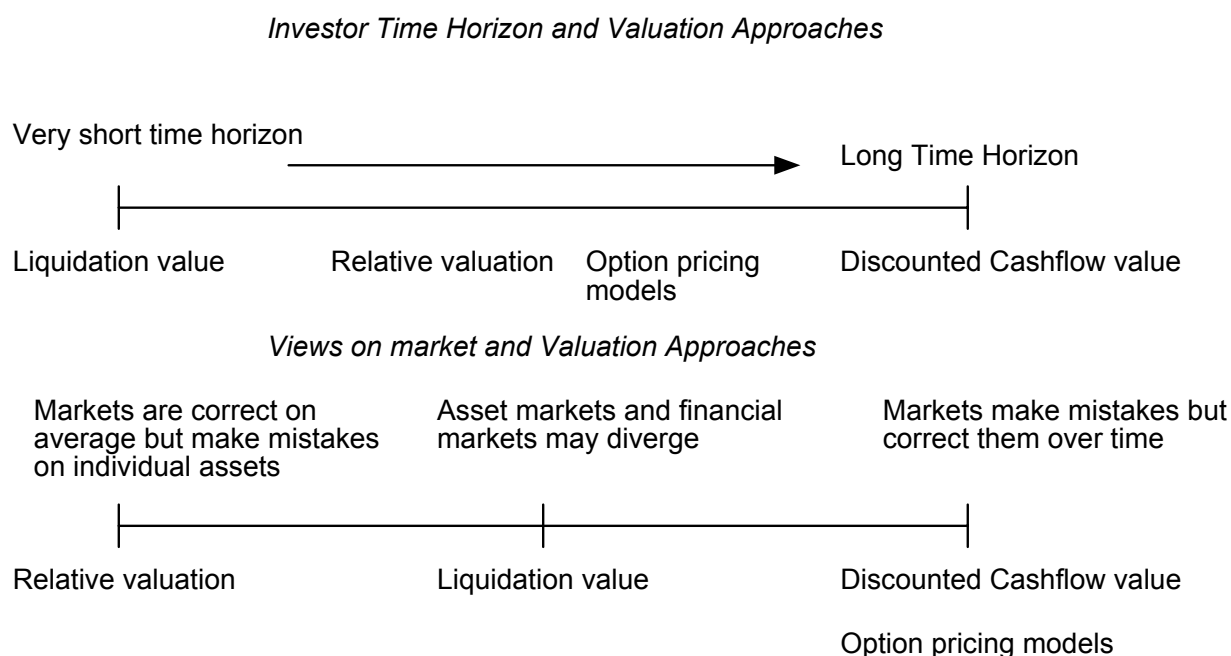 Investor Time Horizon and Valuation Approaches
Very short time horizon
Long Time Horizon
Liquidation value
Relative valuation
Option pricing
models
Discounted Cashflow value
Views on market and Valuation Approaches
Markets are correct on
average but make mistakes
on individual assets
Asset markets and financial
markets may diverge
Markets make mistakes but
correct them over time
Relative valuation
Liquidation value
Discounted Cashflow value
Option pricing models